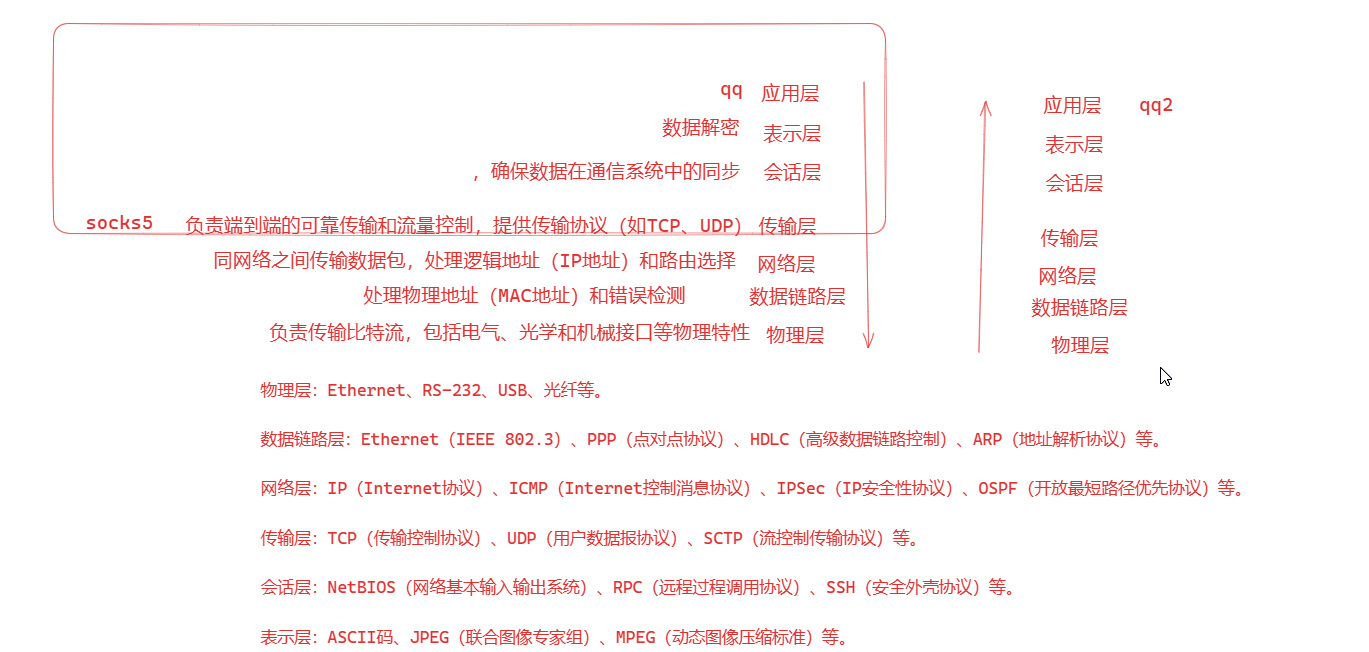 qq 应用层
数据解密 表示层
，确保数据在通信系统中的同步 会话层
socks5 负责端到端的可靠传输和流量控制，提供传输协议（如TCP、UDP） 传输层
同网络之间传输数据包，处理逻辑地址（IP地址）和路由选择 网络层
处理物理地址（MAC地址）和错误检测 数据链路层
负责传输比特流，包括电气、光学和机械接口等物理特性 物理层
应用层 qq2
表示层
会话层
传输层
网络层
数据链路层
物理层
物理层：Ethernet、RS-232、USB、光纤等。
数据链路层：Ethernet（IEEE 802.3）、PPP（点对点协议）、HDLC（高级数据链路控制）、ARP（地址解析协议）等。
网络层：IP（Internet协议）、ICMP（Internet控制消息协议）、IPSec（IP安全性协议）、OSPF（开放最短路径优先协议）等。
传输层：TCP（传输控制协议）、UDP（用户数据报协议）、SCTP（流控制传输协议）等。
会话层：NetBIOS（网络基本输入输出系统）、RPC（远程过程调用协议）、SSH（安全外壳协议）等。
表示层：ASCII码、JPEG（联合图像专家组）、MPEG（动态图像压缩标准）等。